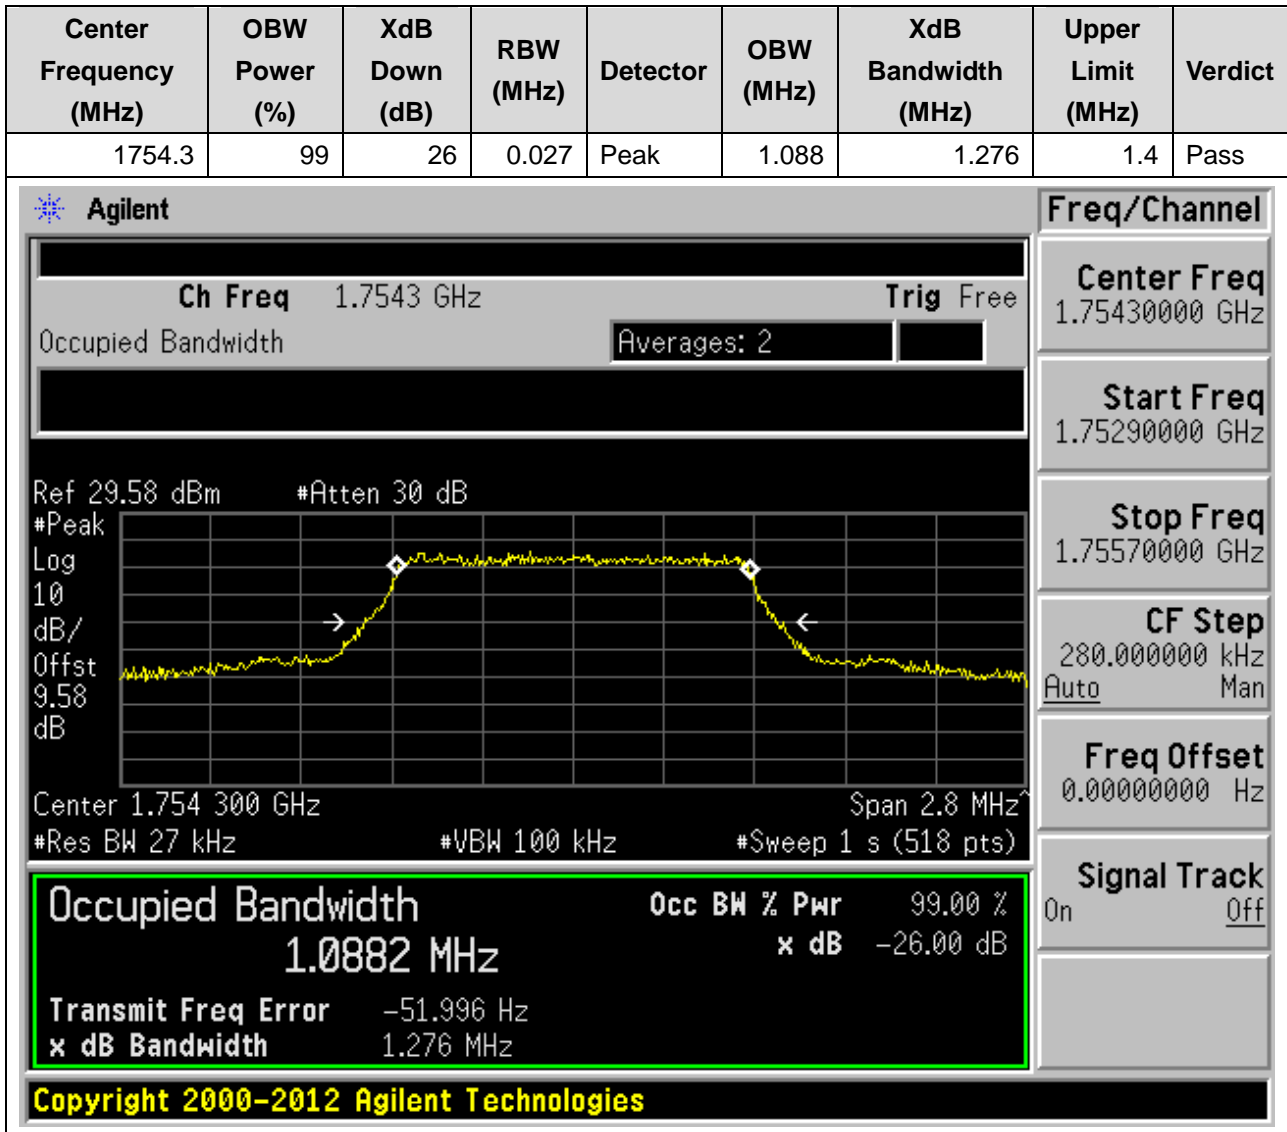 Center Frequency (MHz) OBW Power (%) XdB Down (dB) RBW (MHz) Detector OBW (MHz) XdB Bandwidth (MHz) Upper Limit (MHz) Verdict
1754.3 99 26 0.027 Peak 1.088 1.276 1.4 Pass
Agilent
Freq/Channel
Ch Freq 1.7543 GHz Trig Free
Occupied Bandwidth Averages: 2
Ref 29.58 dBm #Atten 30 dB
#Peak
Log
10
dB/
Offst
9.58
dB
Center 1.754 300 GHz Span 2.8 MHz^
#Res BW 27 kHz #VBW 100 kHz #Sweep 1 s (518 pts)
Occupied Bandwidth Occ BW % Pwr 99.00 %
1.0882 MHz x dB -26.00 dB
Transmit Freq Error -51.996 Hz
x dB Bandwidth 1.276 MHz
Center Freq
1.75430000 GHz
Start Freq
1.75290000 GHz
Stop Freq
1.75570000 GHz
CF Step
280.000000 kHz
Auto Man
Freq Offset
0.00000000 Hz
Signal Track
On Off
Copyright 2000-2012 Agilent Technologies